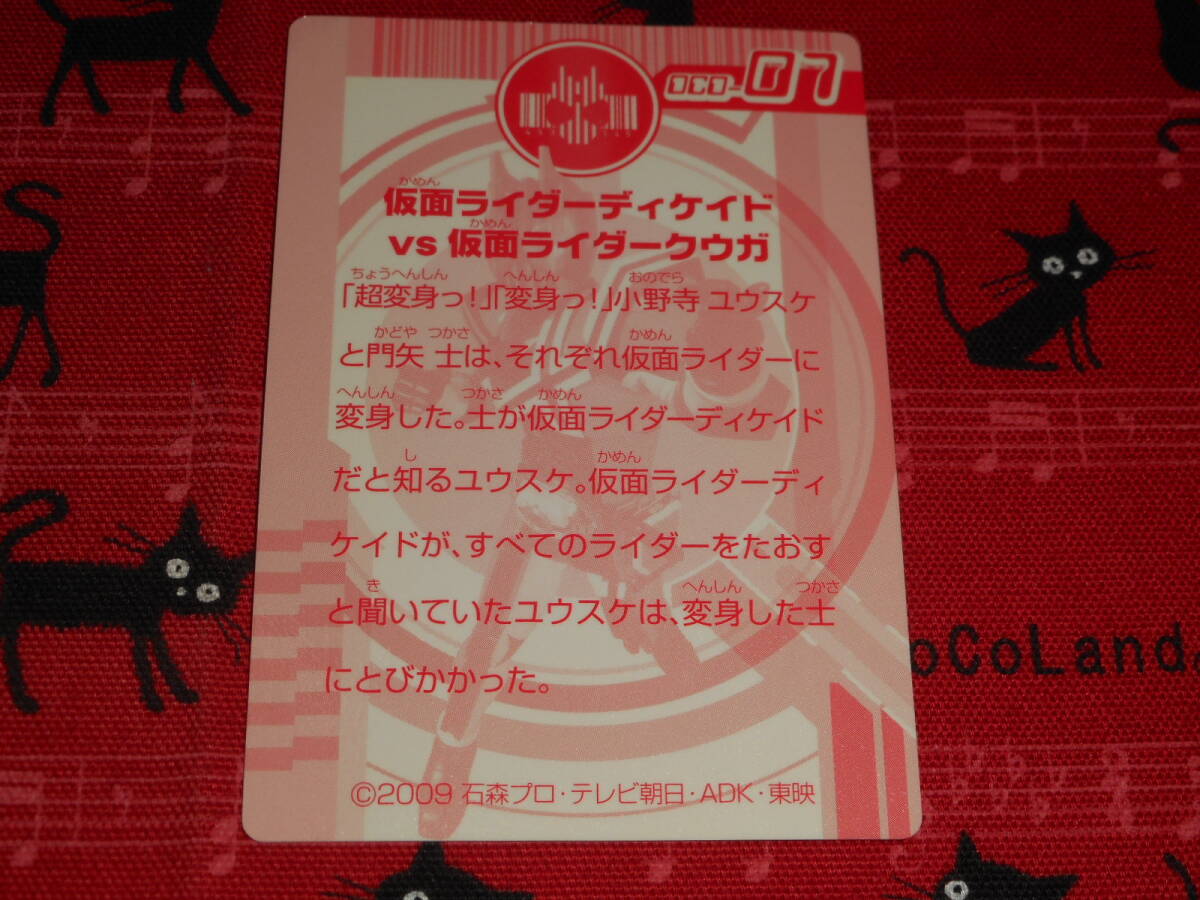 DCD-07
仮面ライダーディケイド
vs 仮面ライダークウガ
「超変身っ！」「変身っ！」小野寺 ユウスケ
と門矢 士は、それぞれ仮面ライダーに
変身した。士が仮面ライダーディケイド
だと知るユウスケ。仮面ライダーディ
ケイドが、すべてのライダーをたおす
と聞いていたユウスケは、変身した士
にとびかかった。
©2009 石森プロ・テレビ朝日・ADK・東映
oCoLand.